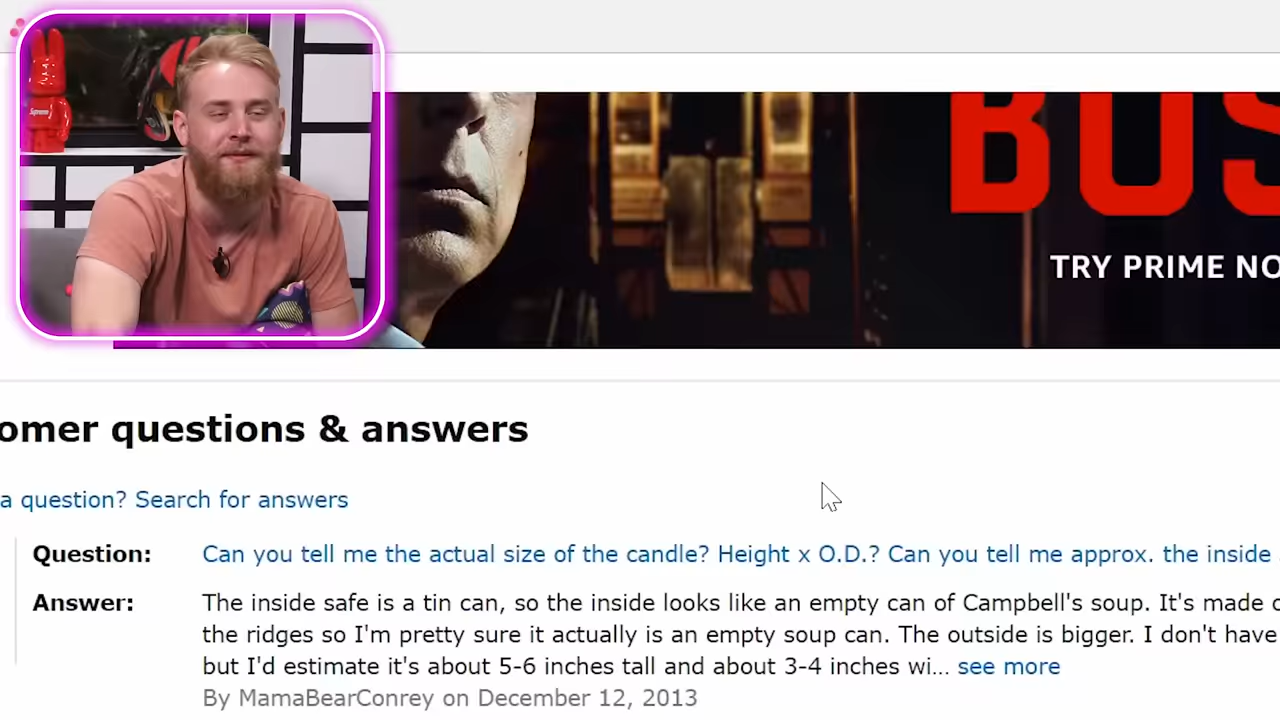 Supreme
BOS
TRY PRIME NO
omer questions & answers
a question? Search for answers
Question: Can you tell me the actual size of the candle? Height x O.D.? Can you tell me approx. the inside
Answer: The inside safe is a tin can, so the inside looks like an empty can of Campbell's soup. It's made
the ridges so I'm pretty sure it actually is an empty soup can. The outside is bigger. I don't have
but I'd estimate it's about 5-6 inches tall and about 3-4 inches wi... see more
By MamaBearConrey on December 12, 2013